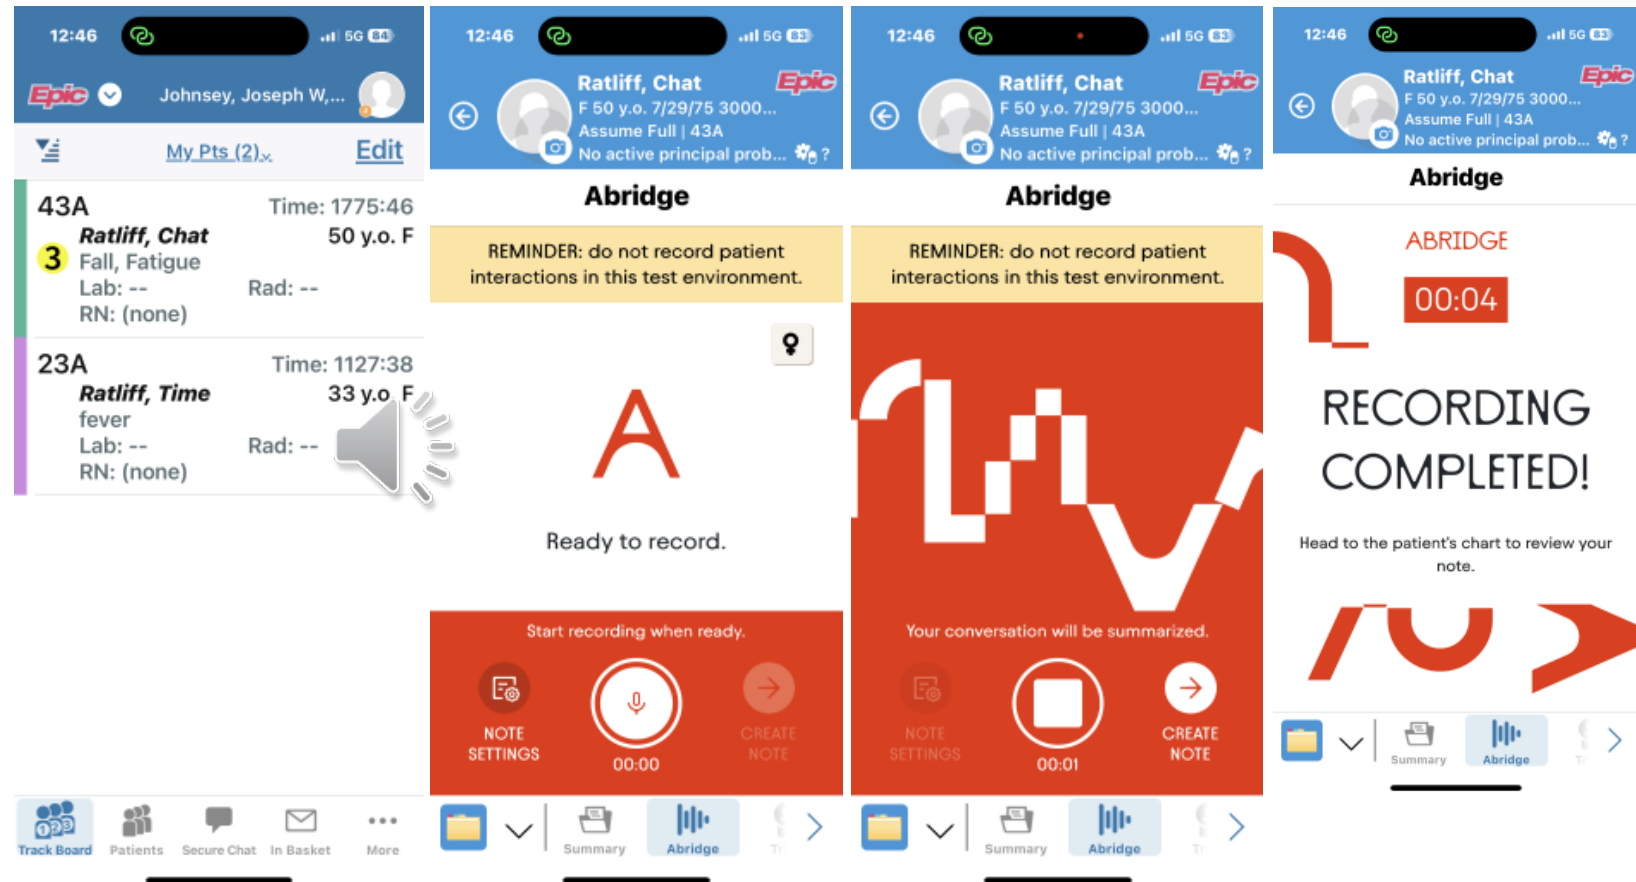 12:46
5G 84
Epic
Johnsey, Joseph W,...
My Pts (2)
Edit
43A
Time: 1775:46
Ratliff, Chat
50 y.o. F
3
Fall, Fatigue
Lab: --
Rad: --
RN: (none)
23A
Time: 1127:38
Ratliff, Time
33 y.o. F
fever
Lab: --
Rad: --
RN: (none)
Track Board
Patients
Secure Chat
In Basket
More
12:46
5G 83
Ratliff, Chat
Epic
F 50 y.o. 7/29/75 3000...
Assume Full | 43A
No active principal prob...
?
Abridge
REMINDER: do not record patient
interactions in this test environment.
Ready to record.
Start recording when ready.
NOTE
SETTINGS
00:00
CREATE
NOTE
Summary
Abridge
12:46
5G 83
Ratliff, Chat
Epic
F 50 y.o. 7/29/75 3000...
Assume Full | 43A
No active principal prob...
?
Abridge
REMINDER: do not record patient
interactions in this test environment.
Your conversation will be summarized.
NOTE
SETTINGS
00:01
CREATE
NOTE
Summary
Abridge
12:46
5G 83
Ratliff, Chat
Epic
F 50 y.o. 7/29/75 3000...
Assume Full | 43A
No active principal prob...
?
Abridge
ABRIDGE
00:04
RECORDING
COMPLETED!
Head to the patient's chart to review your
note.
Summary
Abridge